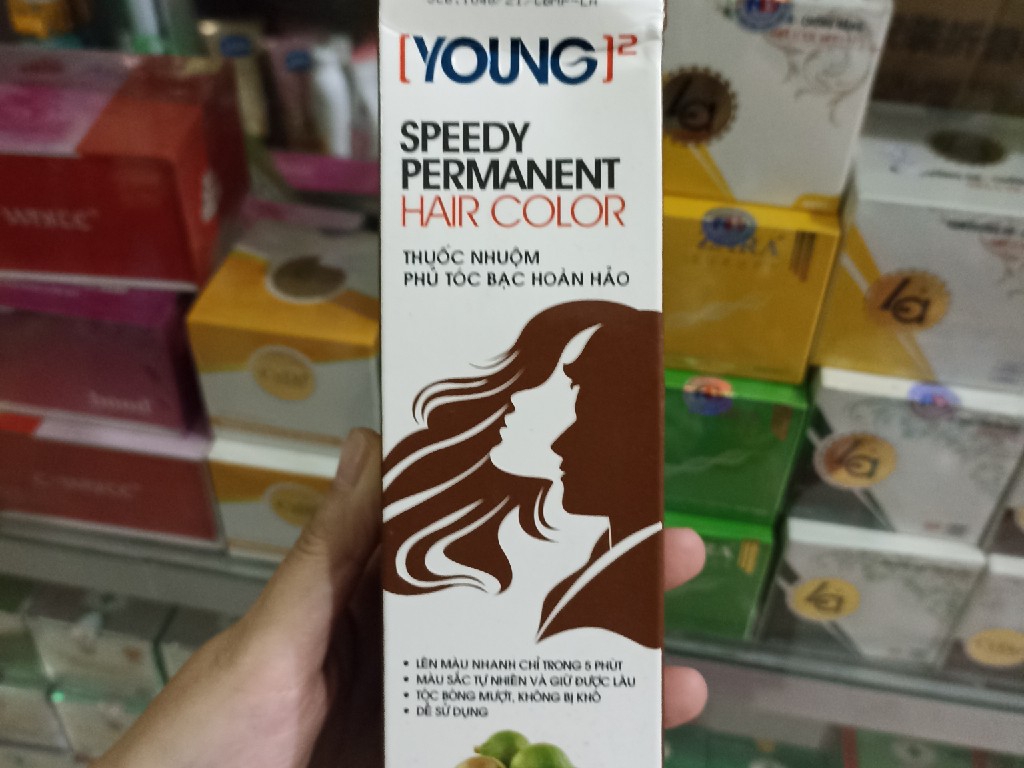 [YOUNG]²
SPEEDY
PERMANENT
HAIR COLOR
THUỐC NHUỘM
PHỦ TÓC BẠC HOÀN HẢO
• LÊN MÀU NHANH CHỈ TRONG 5 PHÚT
• MÀU SẮC TỰ NHIÊN VÀ GIỮ ĐƯỢC LÂU
• TÓC BÓNG MƯỢT, KHÔNG BỊ KHÔ
• DỄ SỬ DỤNG